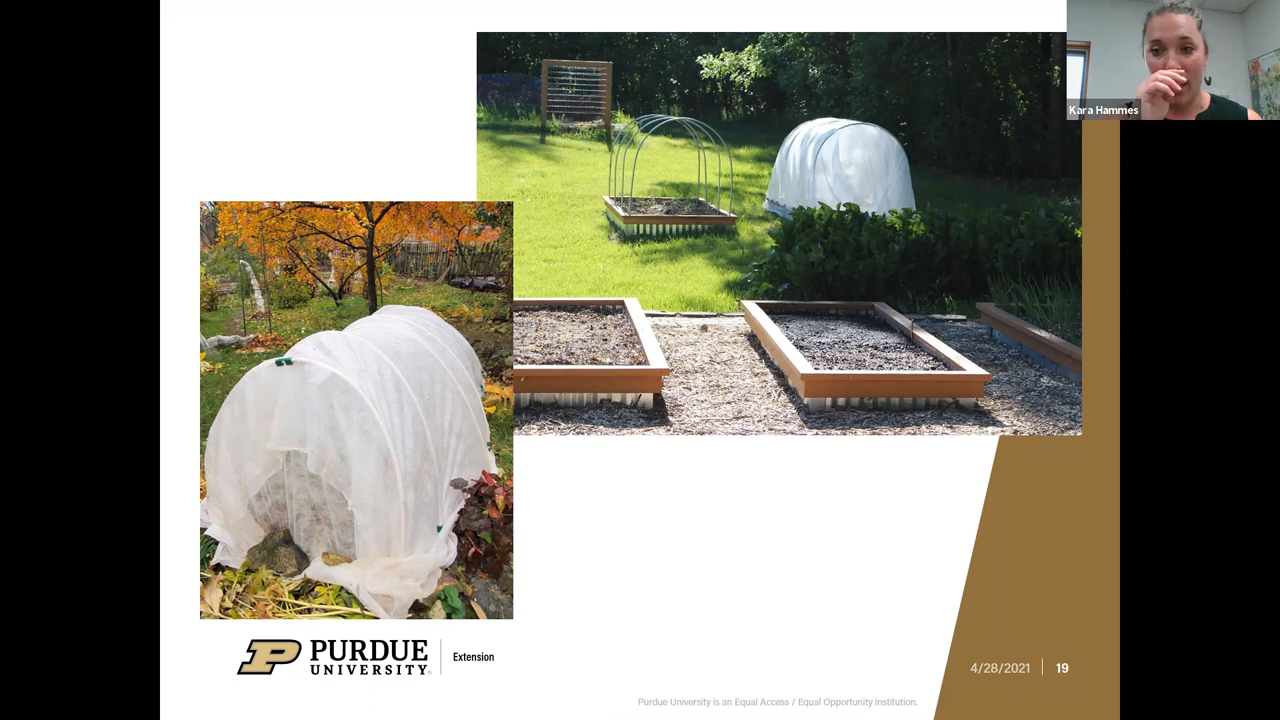 Kara Hammes
PURDUE
UNIVERSITY®
Extension
4/28/2021
19
Purdue University is an Equal Access / Equal Opportunity institution.